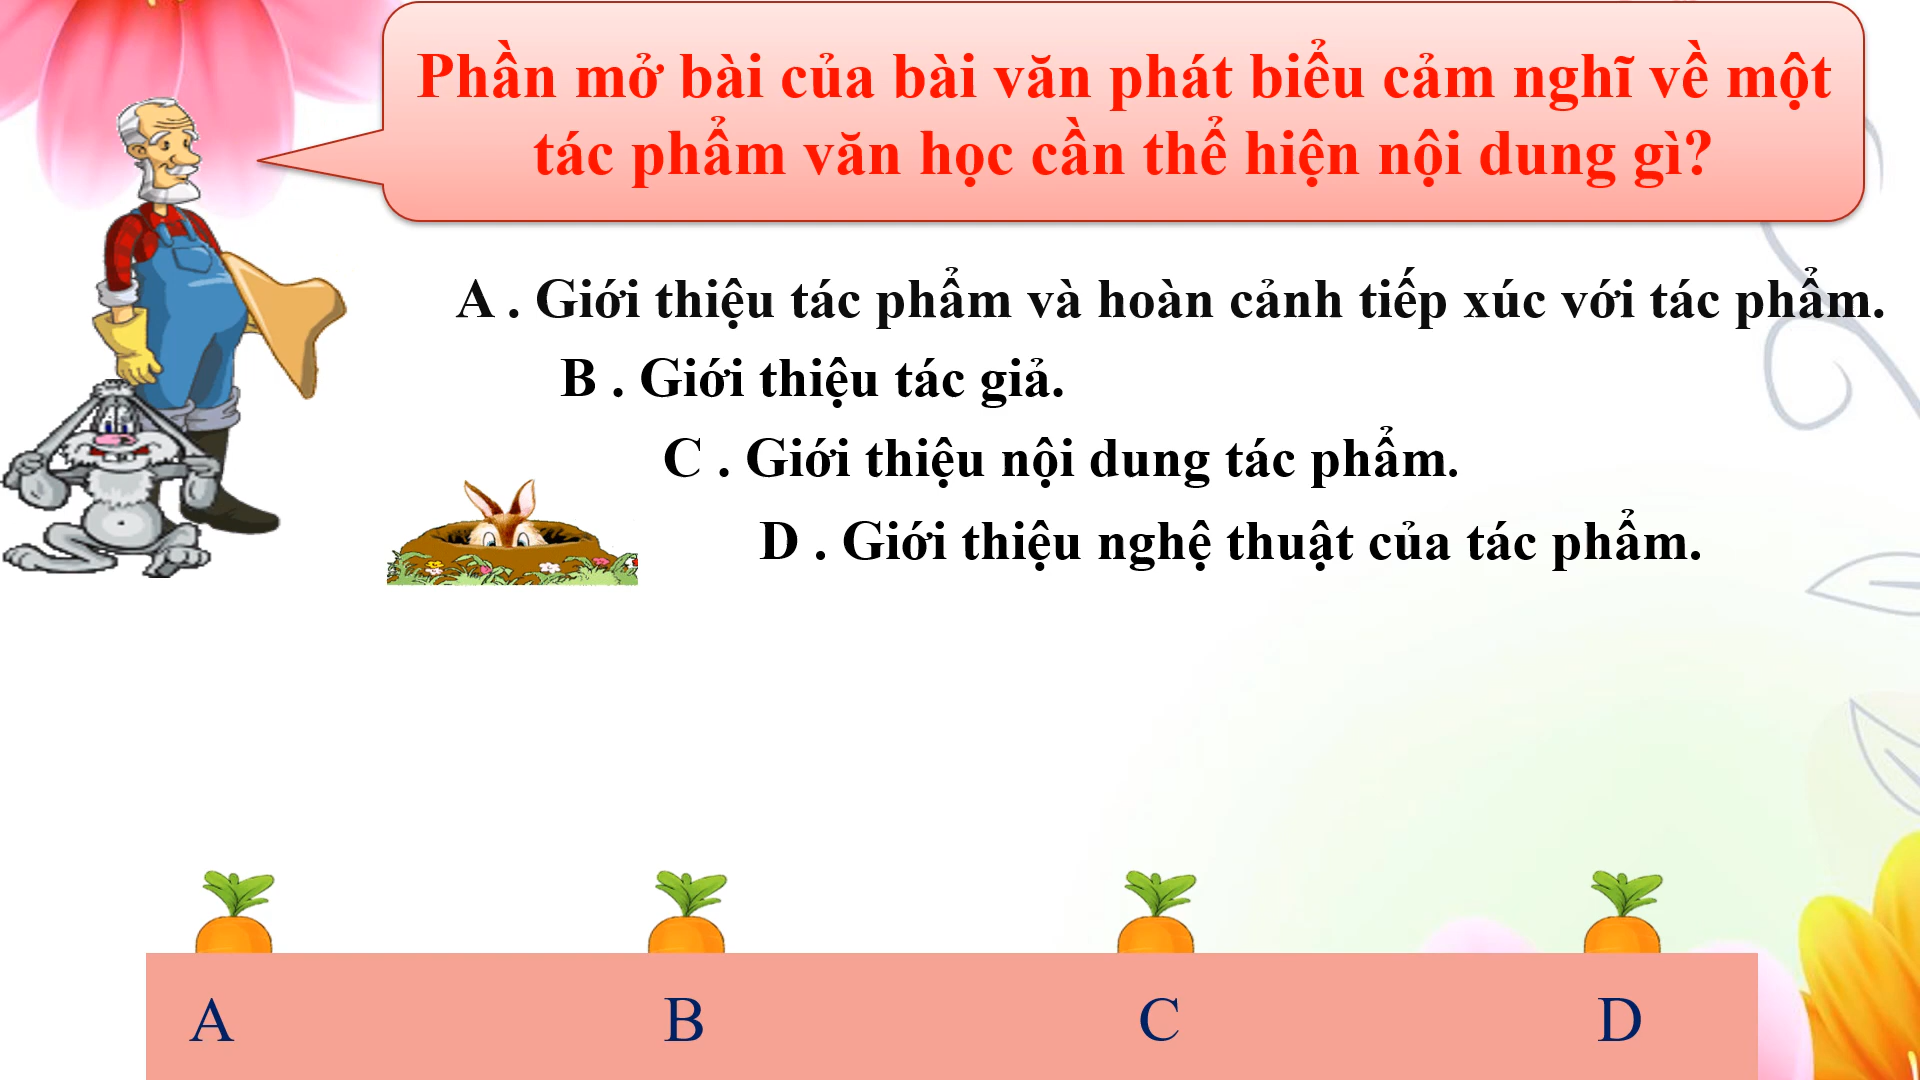 Phần mở bài của bài văn phát biểu cảm nghĩ về một
tác phẩm văn học cần thể hiện nội dung gì?
A . Giới thiệu tác phẩm và hoàn cảnh tiếp xúc với tác phẩm.
B . Giới thiệu tác giả.
C . Giới thiệu nội dung tác phẩm.
D . Giới thiệu nghệ thuật của tác phẩm.
A B C D